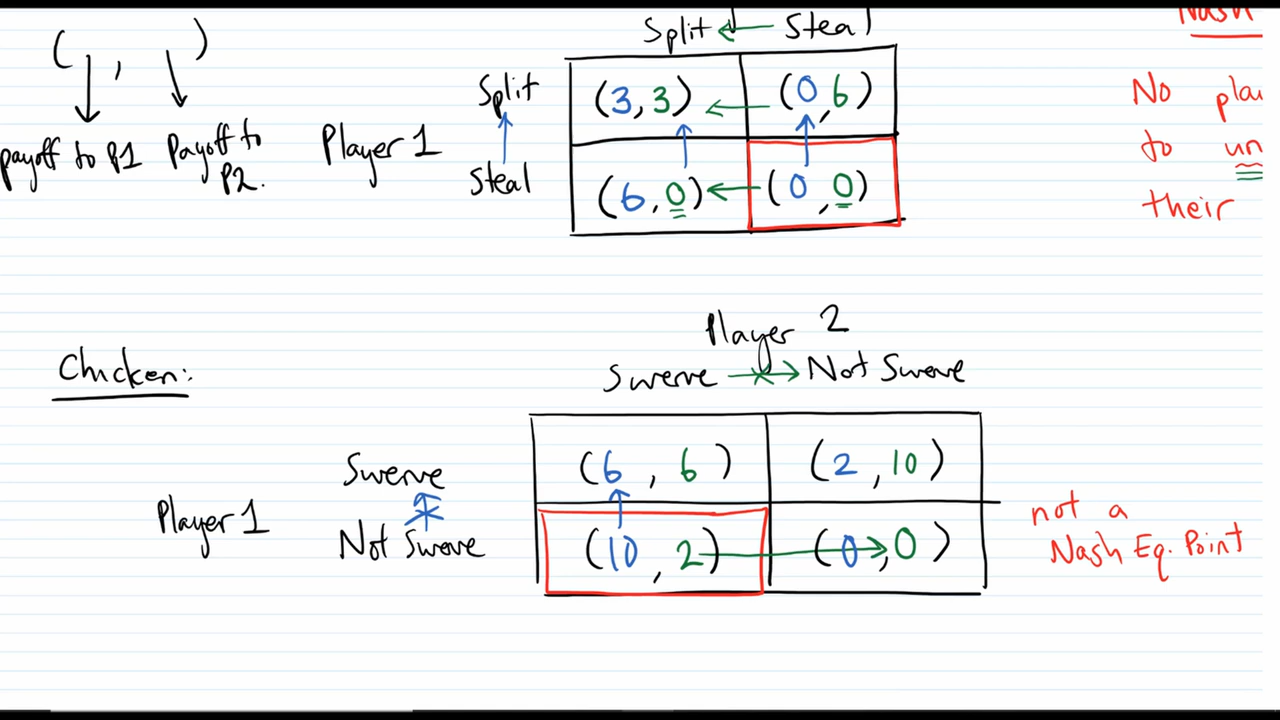 Nash
Split ← Steal
( , )
Split
(3,3) ← (0,6)
No
payoff to P1
Payoff to
P2.
Player 1
to un
Steal
(6,0) ← (0,0)
their
Player 2
Chicken:
Swerve → Not Swerve
Swerve
(6, 6)
(2,10)
Player 1
not a
Not Swerve
(10, 2) → (0,0)
Nash Eq. Point